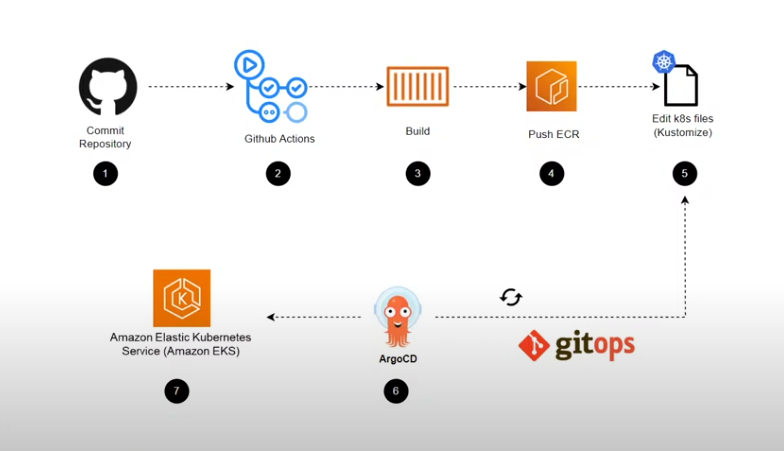 Commit
Repository
Github Actions
Build
Push ECR
Edit k8s files
(Kustomize)
1
2
3
4
5
Amazon Elastic Kubernetes
Service (Amazon EKS)
K
ArgoCD
gitops
7
6